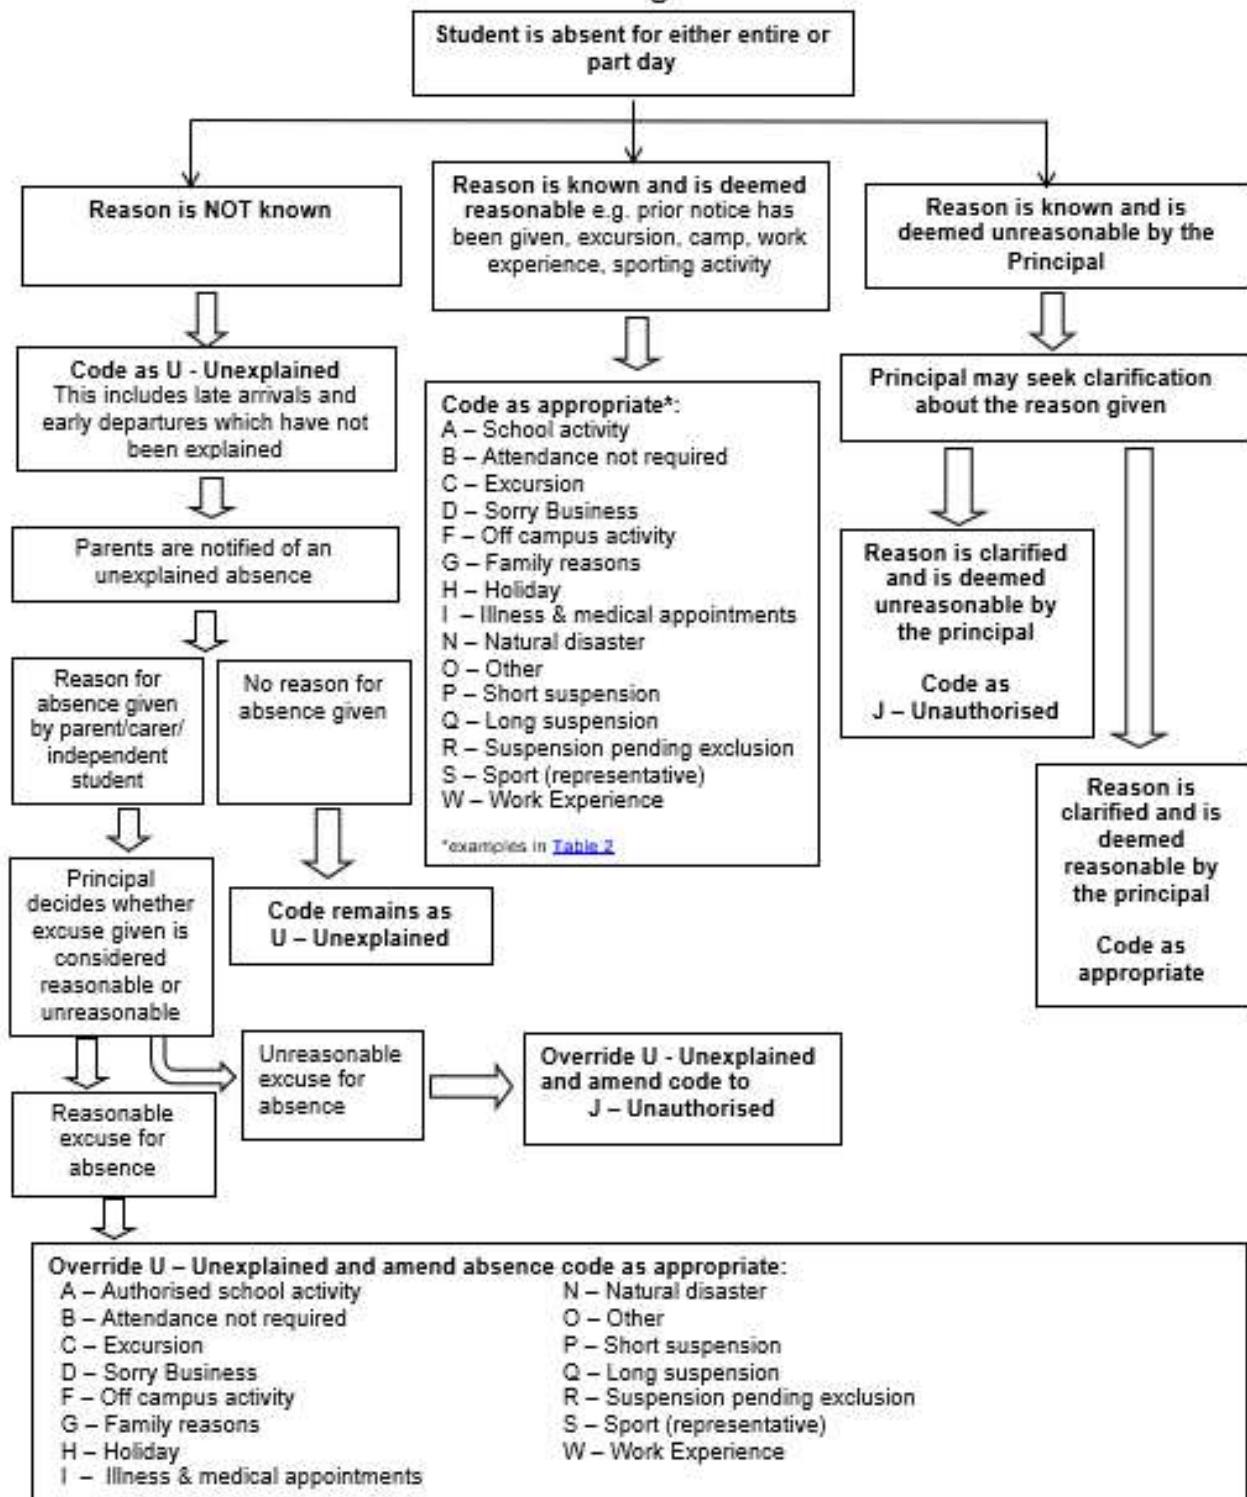 Student is absent for either entire or
part day
Reason is NOT known
Reason is known and is deemed
reasonable e.g. prior notice has
been given, excursion, camp, work
experience, sporting activity
Reason is known and is
deemed unreasonable by the
Principal
Code as U - Unexplained
This includes late arrivals and
early departures which have not
been explained
Parents are notified of an
unexplained absence
Reason for
absence given
by parent/carer/
independent
student
No reason for
absence given
Principal
decides whether
excuse given is
considered
reasonable or
unreasonable
Code remains as
U – Unexplained
Reasonable
excuse for
absence
Unreasonable
excuse for
absence
Override U - Unexplained
and amend code to
J – Unauthorised
Code as appropriate*:
A – School activity
B – Attendance not required
C – Excursion
D – Sorry Business
F – Off campus activity
G – Family reasons
H – Holiday
I – Illness & medical appointments
N – Natural disaster
O – Other
P – Short suspension
Q – Long suspension
R – Suspension pending exclusion
S – Sport (representative)
W – Work Experience
*examples in Table 2
Principal may seek clarification
about the reason given
Reason is clarified
and is deemed
unreasonable by
the principal
Code as
J – Unauthorised
Reason is
clarified and is
deemed
reasonable by
the principal
Code as
appropriate
Override U – Unexplained and amend absence code as appropriate:
A – Authorised school activity
B – Attendance not required
C – Excursion
D – Sorry Business
F – Off campus activity
G – Family reasons
H – Holiday
I – Illness & medical appointments
N – Natural disaster
O – Other
P – Short suspension
Q – Long suspension
R – Suspension pending exclusion
S – Sport (representative)
W – Work Experience